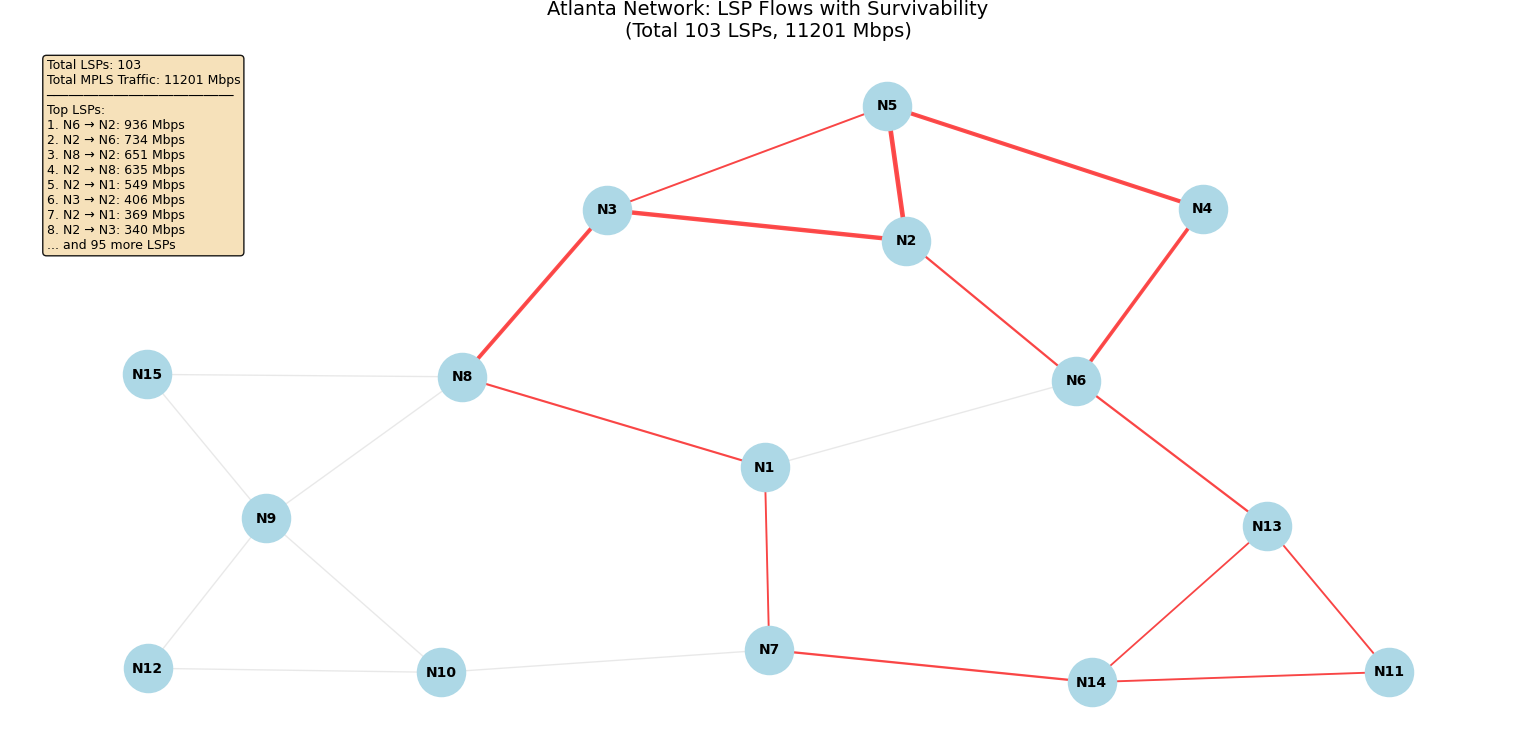 Atlanta Network: LSP Flows with Survivability
(Total 103 LSPs, 11201 Mbps)
Total LSPs: 103
Total MPLS Traffic: 11201 Mbps
Top LSPs:
1. N6 → N2: 936 Mbps
2. N2 → N6: 734 Mbps
3. N8 → N2: 651 Mbps
4. N2 → N8: 635 Mbps
5. N2 → N1: 549 Mbps
6. N3 → N2: 406 Mbps
7. N2 → N1: 369 Mbps
8. N2 → N3: 340 Mbps
... and 95 more LSPs
N5
N3
N4
N2
N15
N8
N6
N1
N9
N13
N7
N12
N10
N14
N11